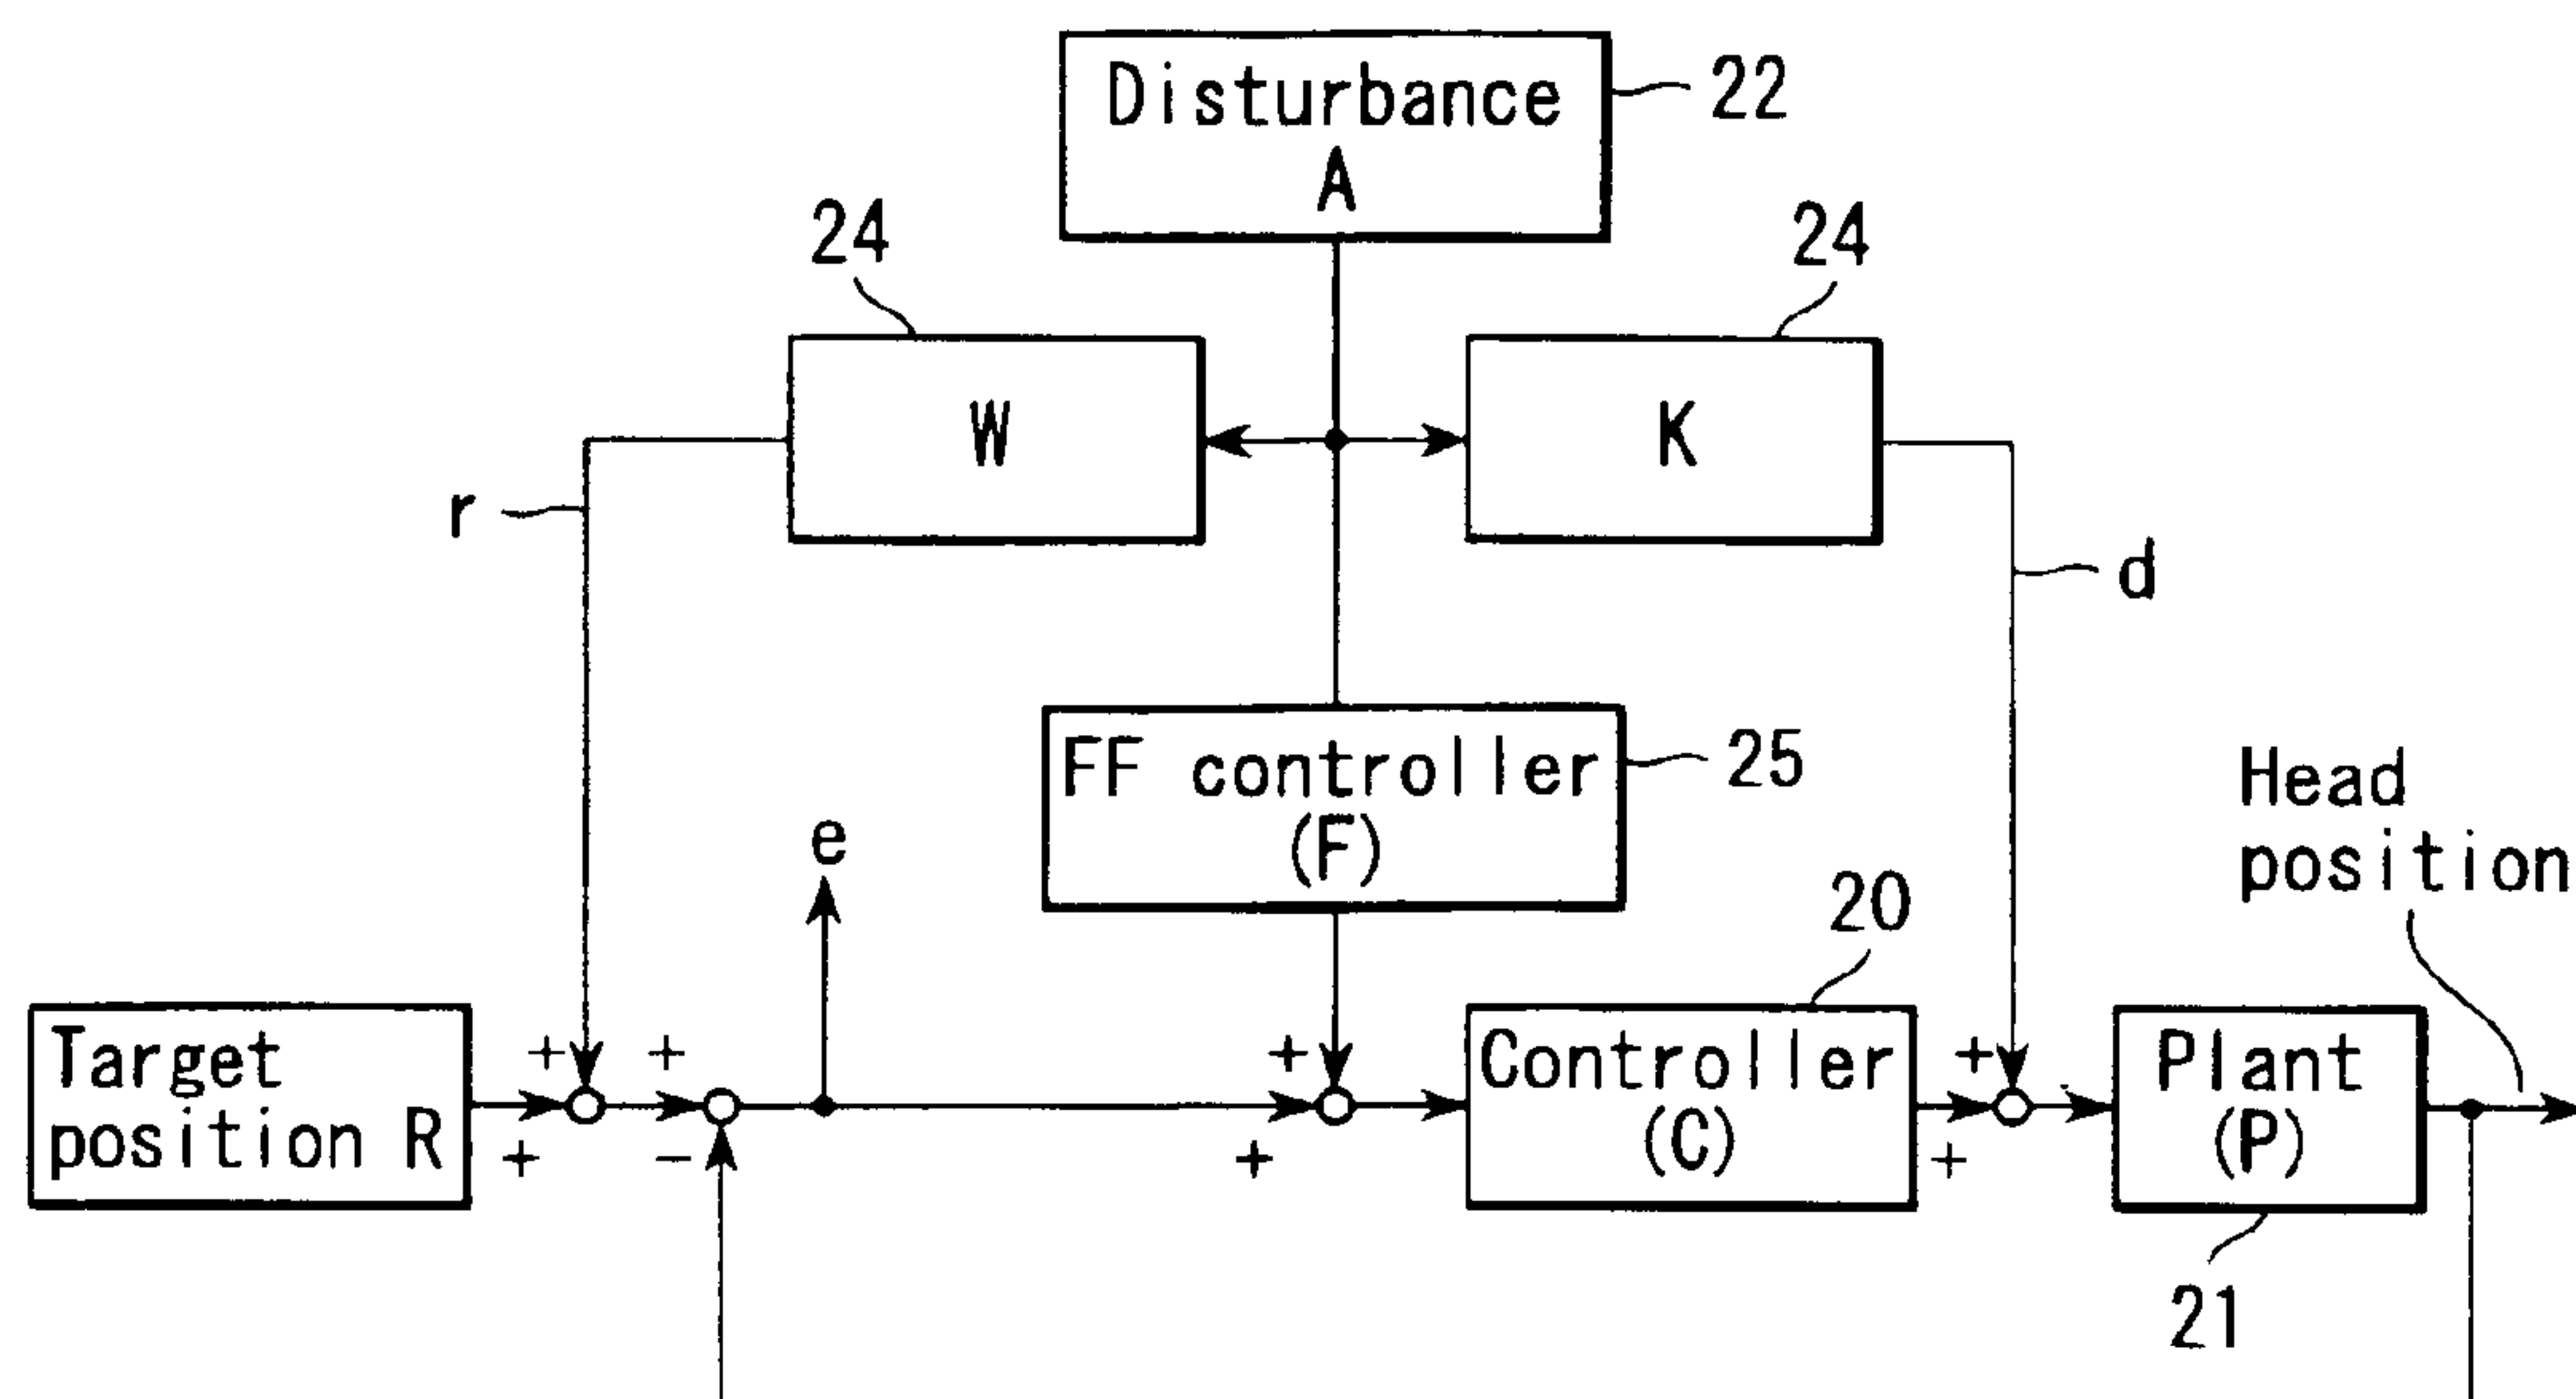 Disturbance
A
22
24
24
W
K
r
d
FF controller
(F)
25
Head
position
e
20
Target
position R
+
+
+
-
+
+
Controller
(C)
+
+
Plant
(P)
21